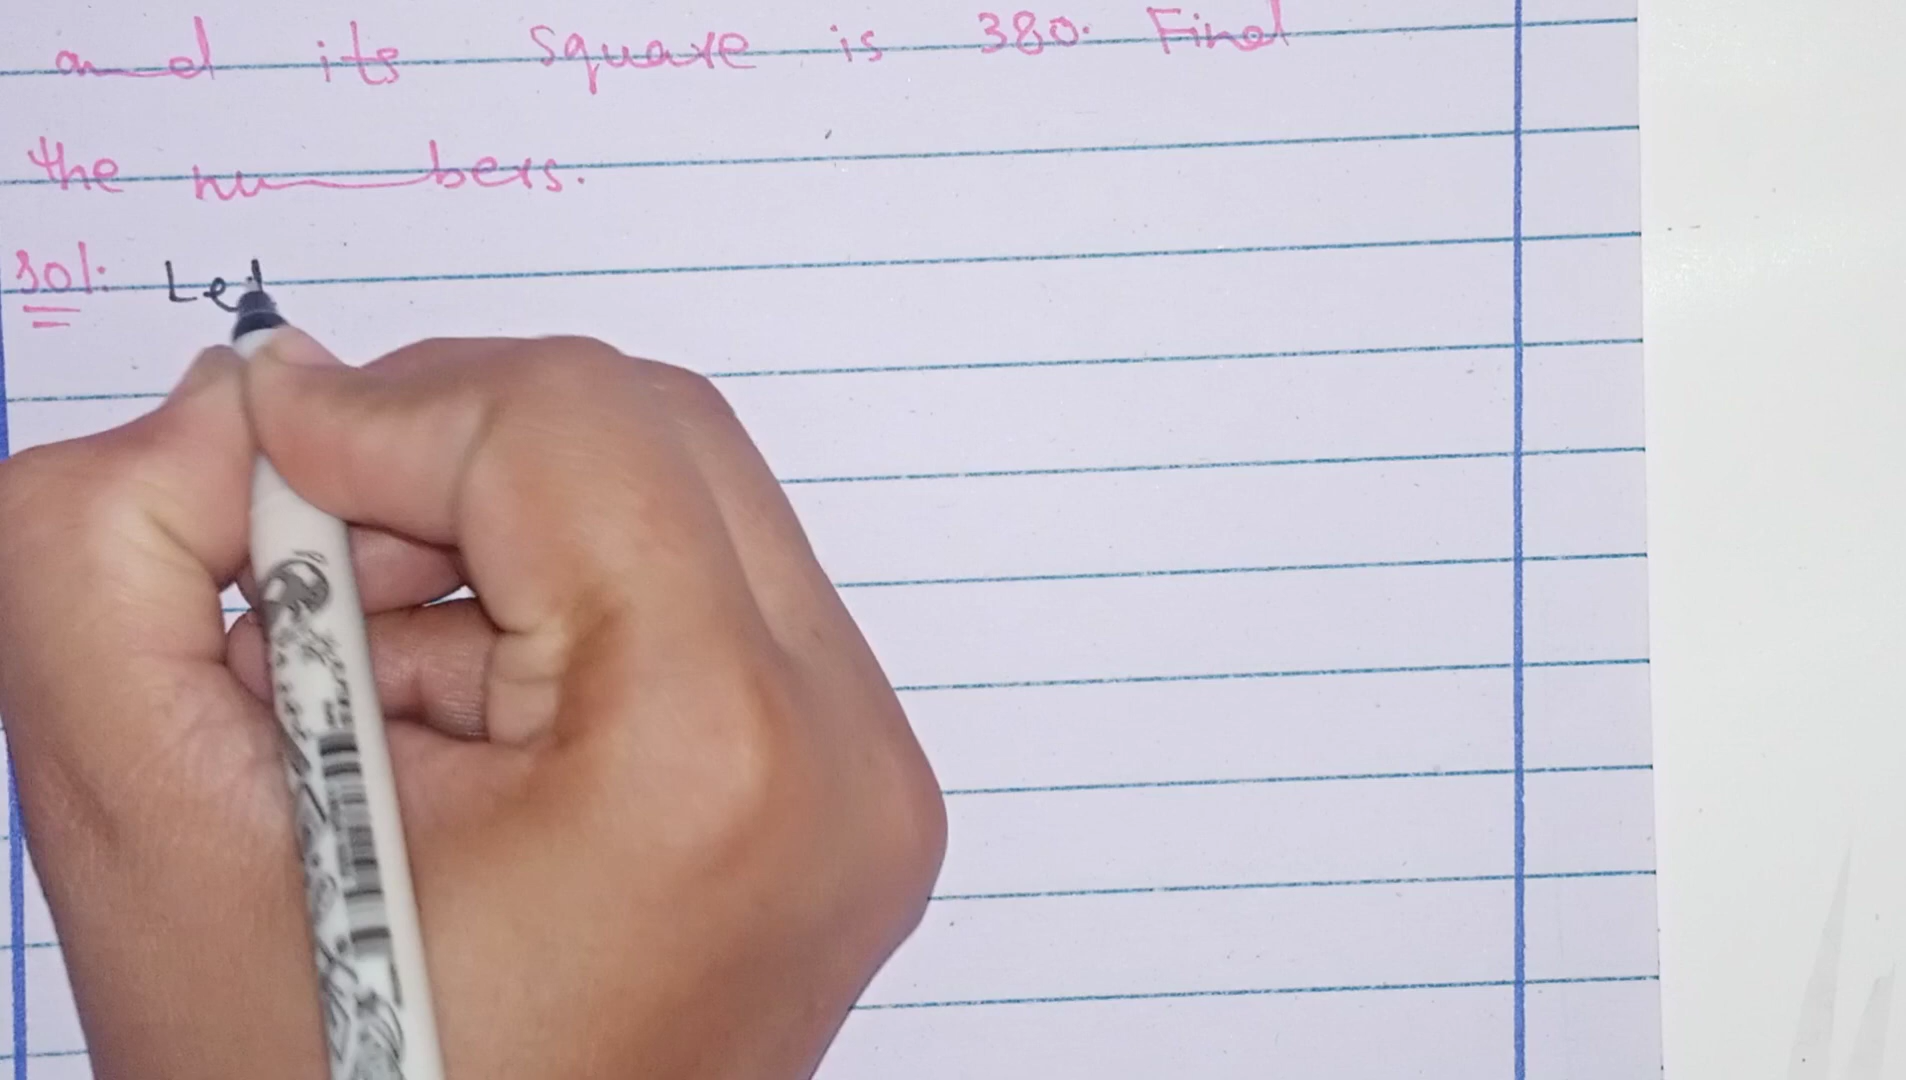 and its square is 380. Find
the numbers.
Sol: Let